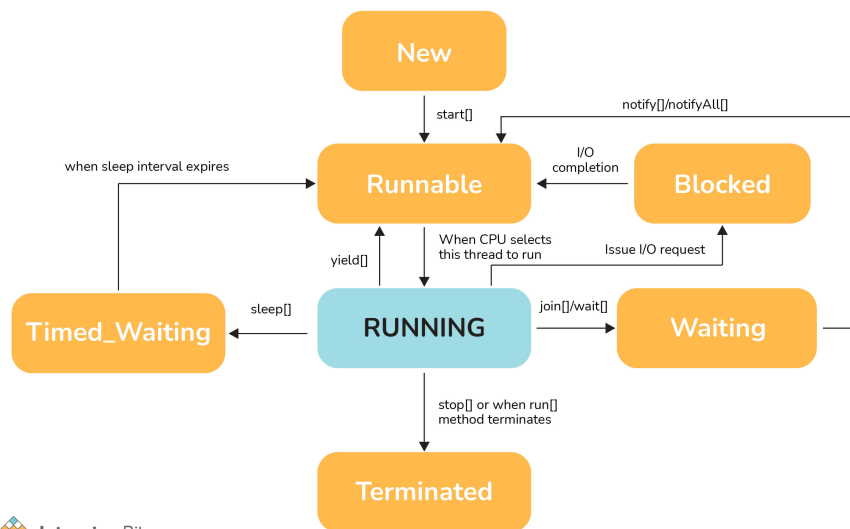 New
notify[]/notifyAll[]
start[]
I/O
completion
when sleep interval expires
Runnable
Blocked
When CPU selects
this thread to run
Issue I/O request
yield[]
sleep[]
join[]/wait[]
Timed_Waiting
RUNNING
Waiting
stop[] or when run[]
method terminates
Terminated